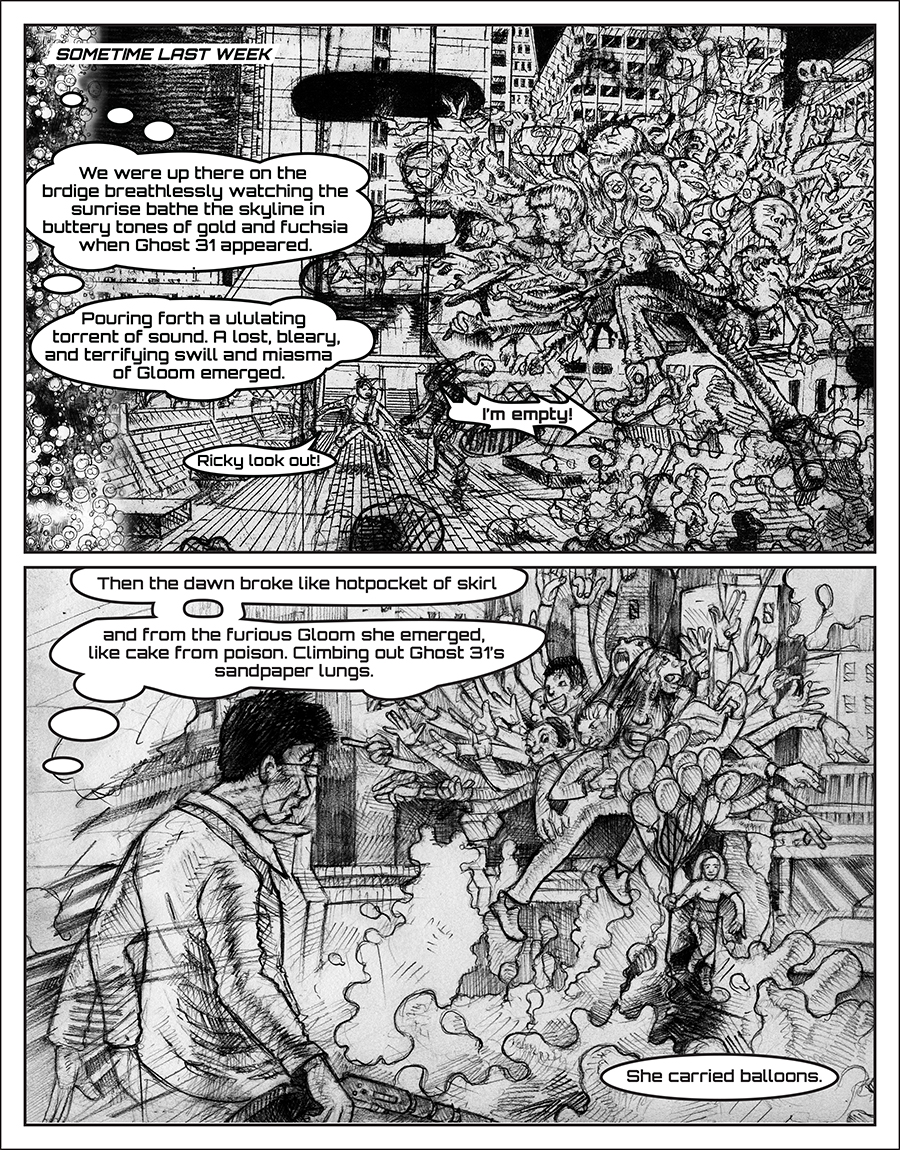 SOMETIME LAST WEEK
We were up there on the
brdige breathlessly watching the
sunrise bathe the skyline in
buttery tones of gold and fuchsia
when Ghost 31 appeared.
Pouring forth a ululating
torrent of sound. A lost, bleary,
and terrifying swill and miasma
of Gloom emerged.
I'm empty!
Ricky look out!
Then the dawn broke like hotpocket of skirl
and from the furious Gloom she emerged,
like cake from poison. Climbing out Ghost 31's
sandpaper lungs.
She carried balloons.